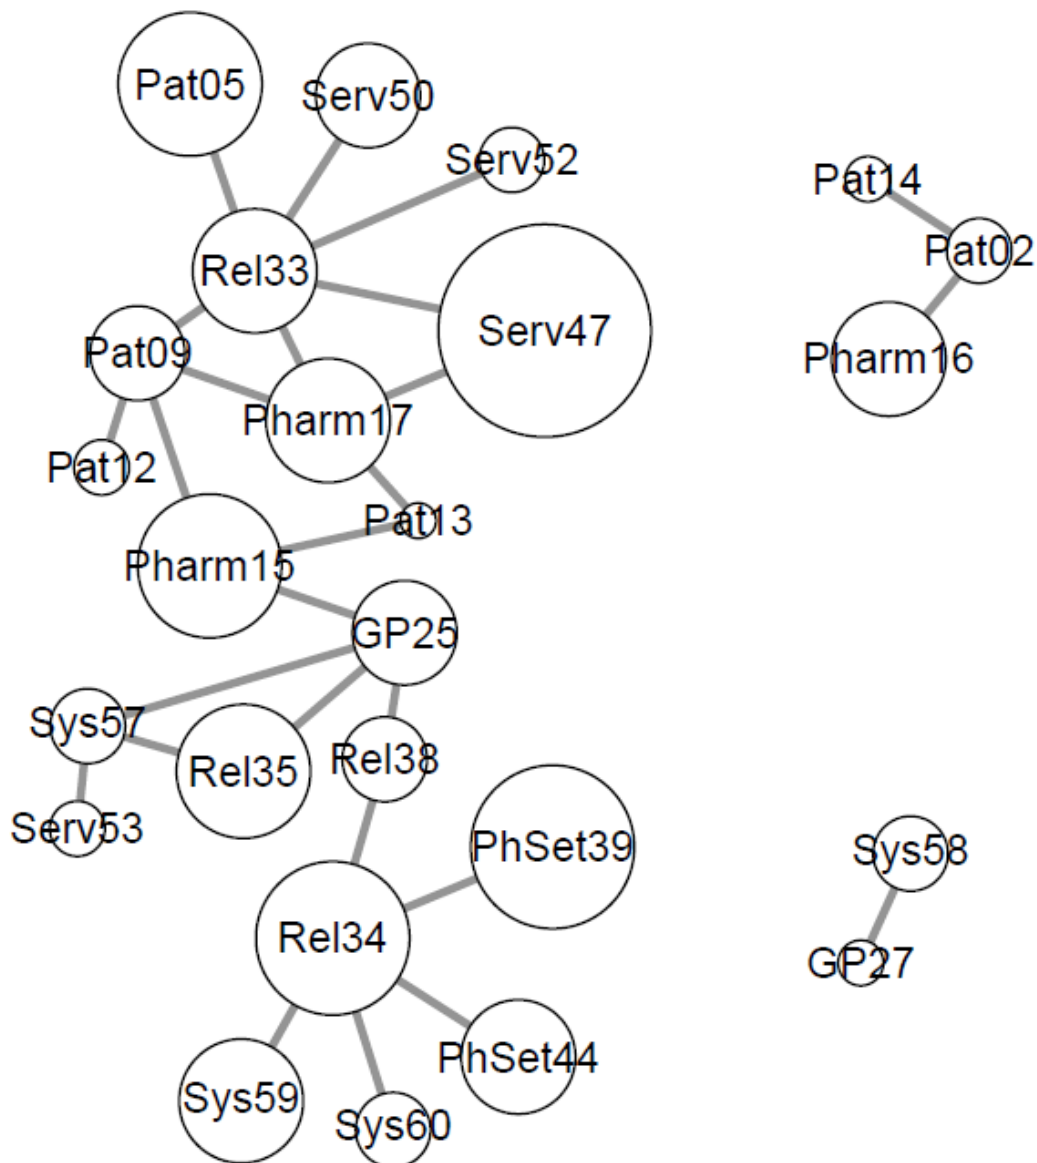 Pat05
Serv50
Serv52
Pat14
Pat02
Rel33
Serv47
Pat09
Pharm16
Pharm17
Pat12
Pat13
Pharm15
GP25
Sys57
Rel38
Rel35
Serv53
PhSet39
Sys58
Rel34
GP27
PhSet44
Sys59
Sys60